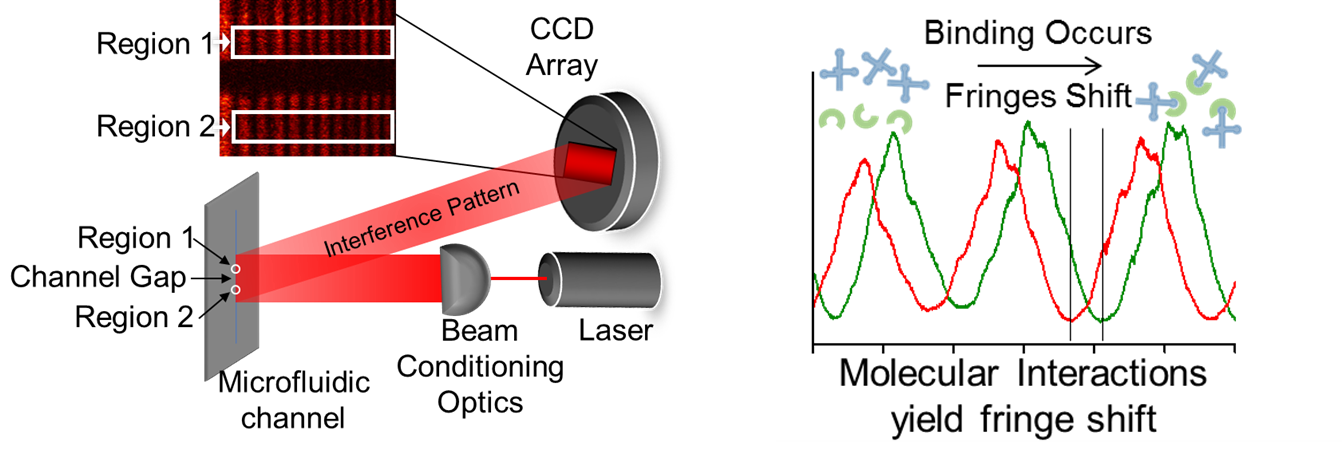 Region 1
Region 2
CCD
Array
Interference Pattern
Region 1
Channel Gap
Region 2
Beam
Conditioning
Optics
Laser
Microfluidic
channel
Binding Occurs
Fringes Shift
Molecular Interactions
yield fringe shift